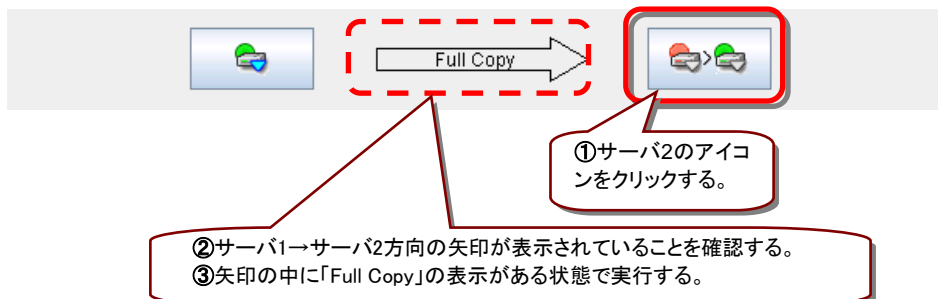 Full Copy
①サーバ2のアイコ
ンをクリックする。
②サーバ1→サーバ2方向の矢印が表示されていることを確認する。
③矢印の中に「Full Copy」の表示がある状態で実行する。